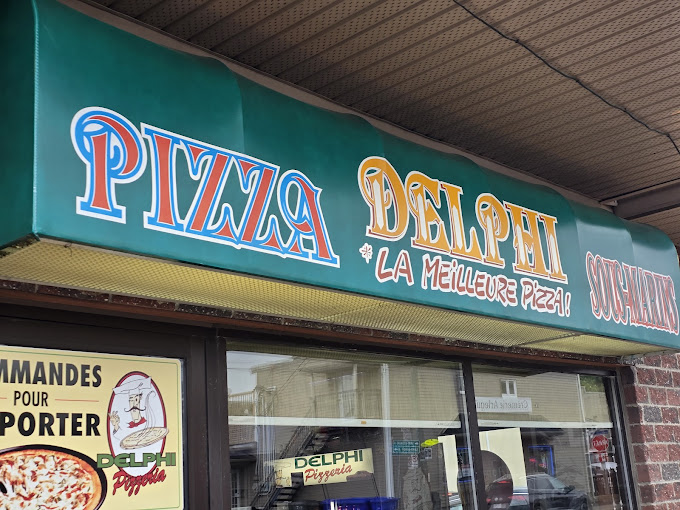 PIZZA
DELPHI
*LA MEILLEURE PIZZA!
SOUS-MARINS
MMANDES
POUR
PORTER
DELPHI
Pizzeria
DELPHI
Pizzeria